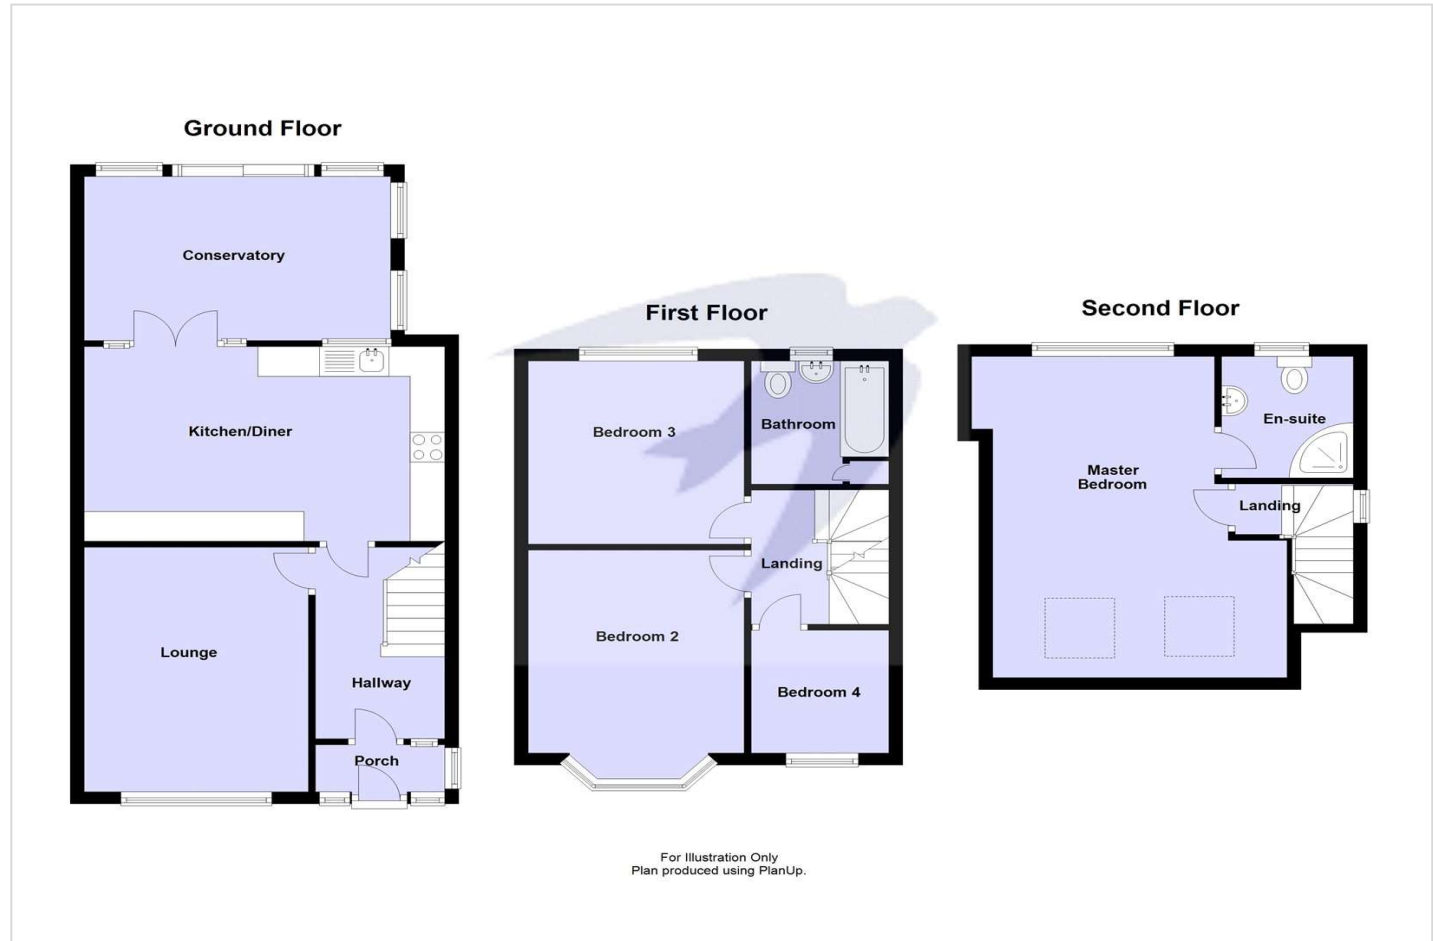 Ground Floor
Conservatory
Kitchen/Diner
Lounge
Hallway
Porch
First Floor
Bedroom 3
Bathroom
Landing
Bedroom 2
Bedroom 4
Second Floor
En-suite
Master
Bedroom
Landing
For Illustration Only
Plan produced using PlanUp.